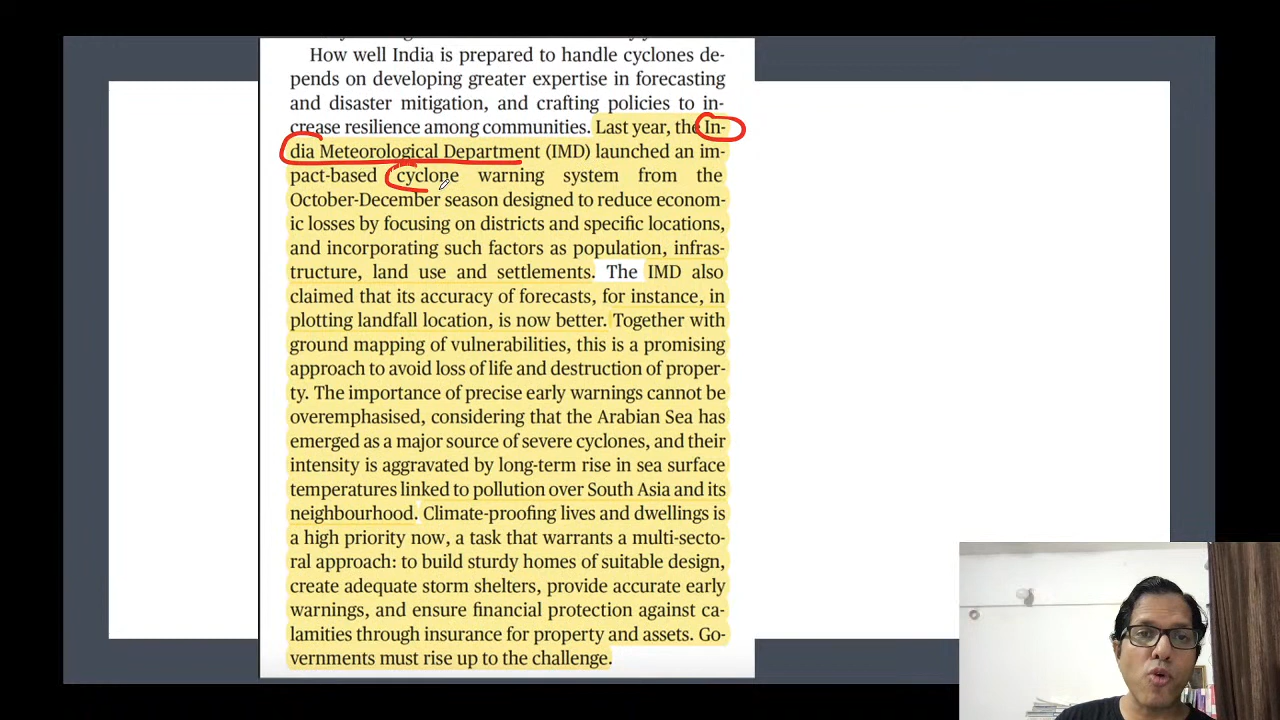 How well India is prepared to handle cyclones de-
pends on developing greater expertise in forecasting
and disaster mitigation, and crafting policies to in-
crease resilience among communities. Last year, the In-
dia Meteorological Department (IMD) launched an im-
pact-based cyclone warning system from the
October-December season designed to reduce econom-
ic losses by focusing on districts and specific locations,
and incorporating such factors as population, infras-
tructure, land use and settlements. The IMD also
claimed that its accuracy of forecasts, for instance, in
plotting landfall location, is now better. Together with
ground mapping of vulnerabilities, this is a promising
approach to avoid loss of life and destruction of proper-
ty. The importance of precise early warnings cannot be
overemphasised, considering that the Arabian Sea has
emerged as a major source of severe cyclones, and their
intensity is aggravated by long-term rise in sea surface
temperatures linked to pollution over South Asia and its
neighbourhood. Climate-proofing lives and dwellings is
a high priority now, a task that warrants a multi-secto-
ral approach: to build sturdy homes of suitable design,
create adequate storm shelters, provide accurate early
warnings, and ensure financial protection against ca-
lamities through insurance for property and assets. Go-
vernments must rise up to the challenge.